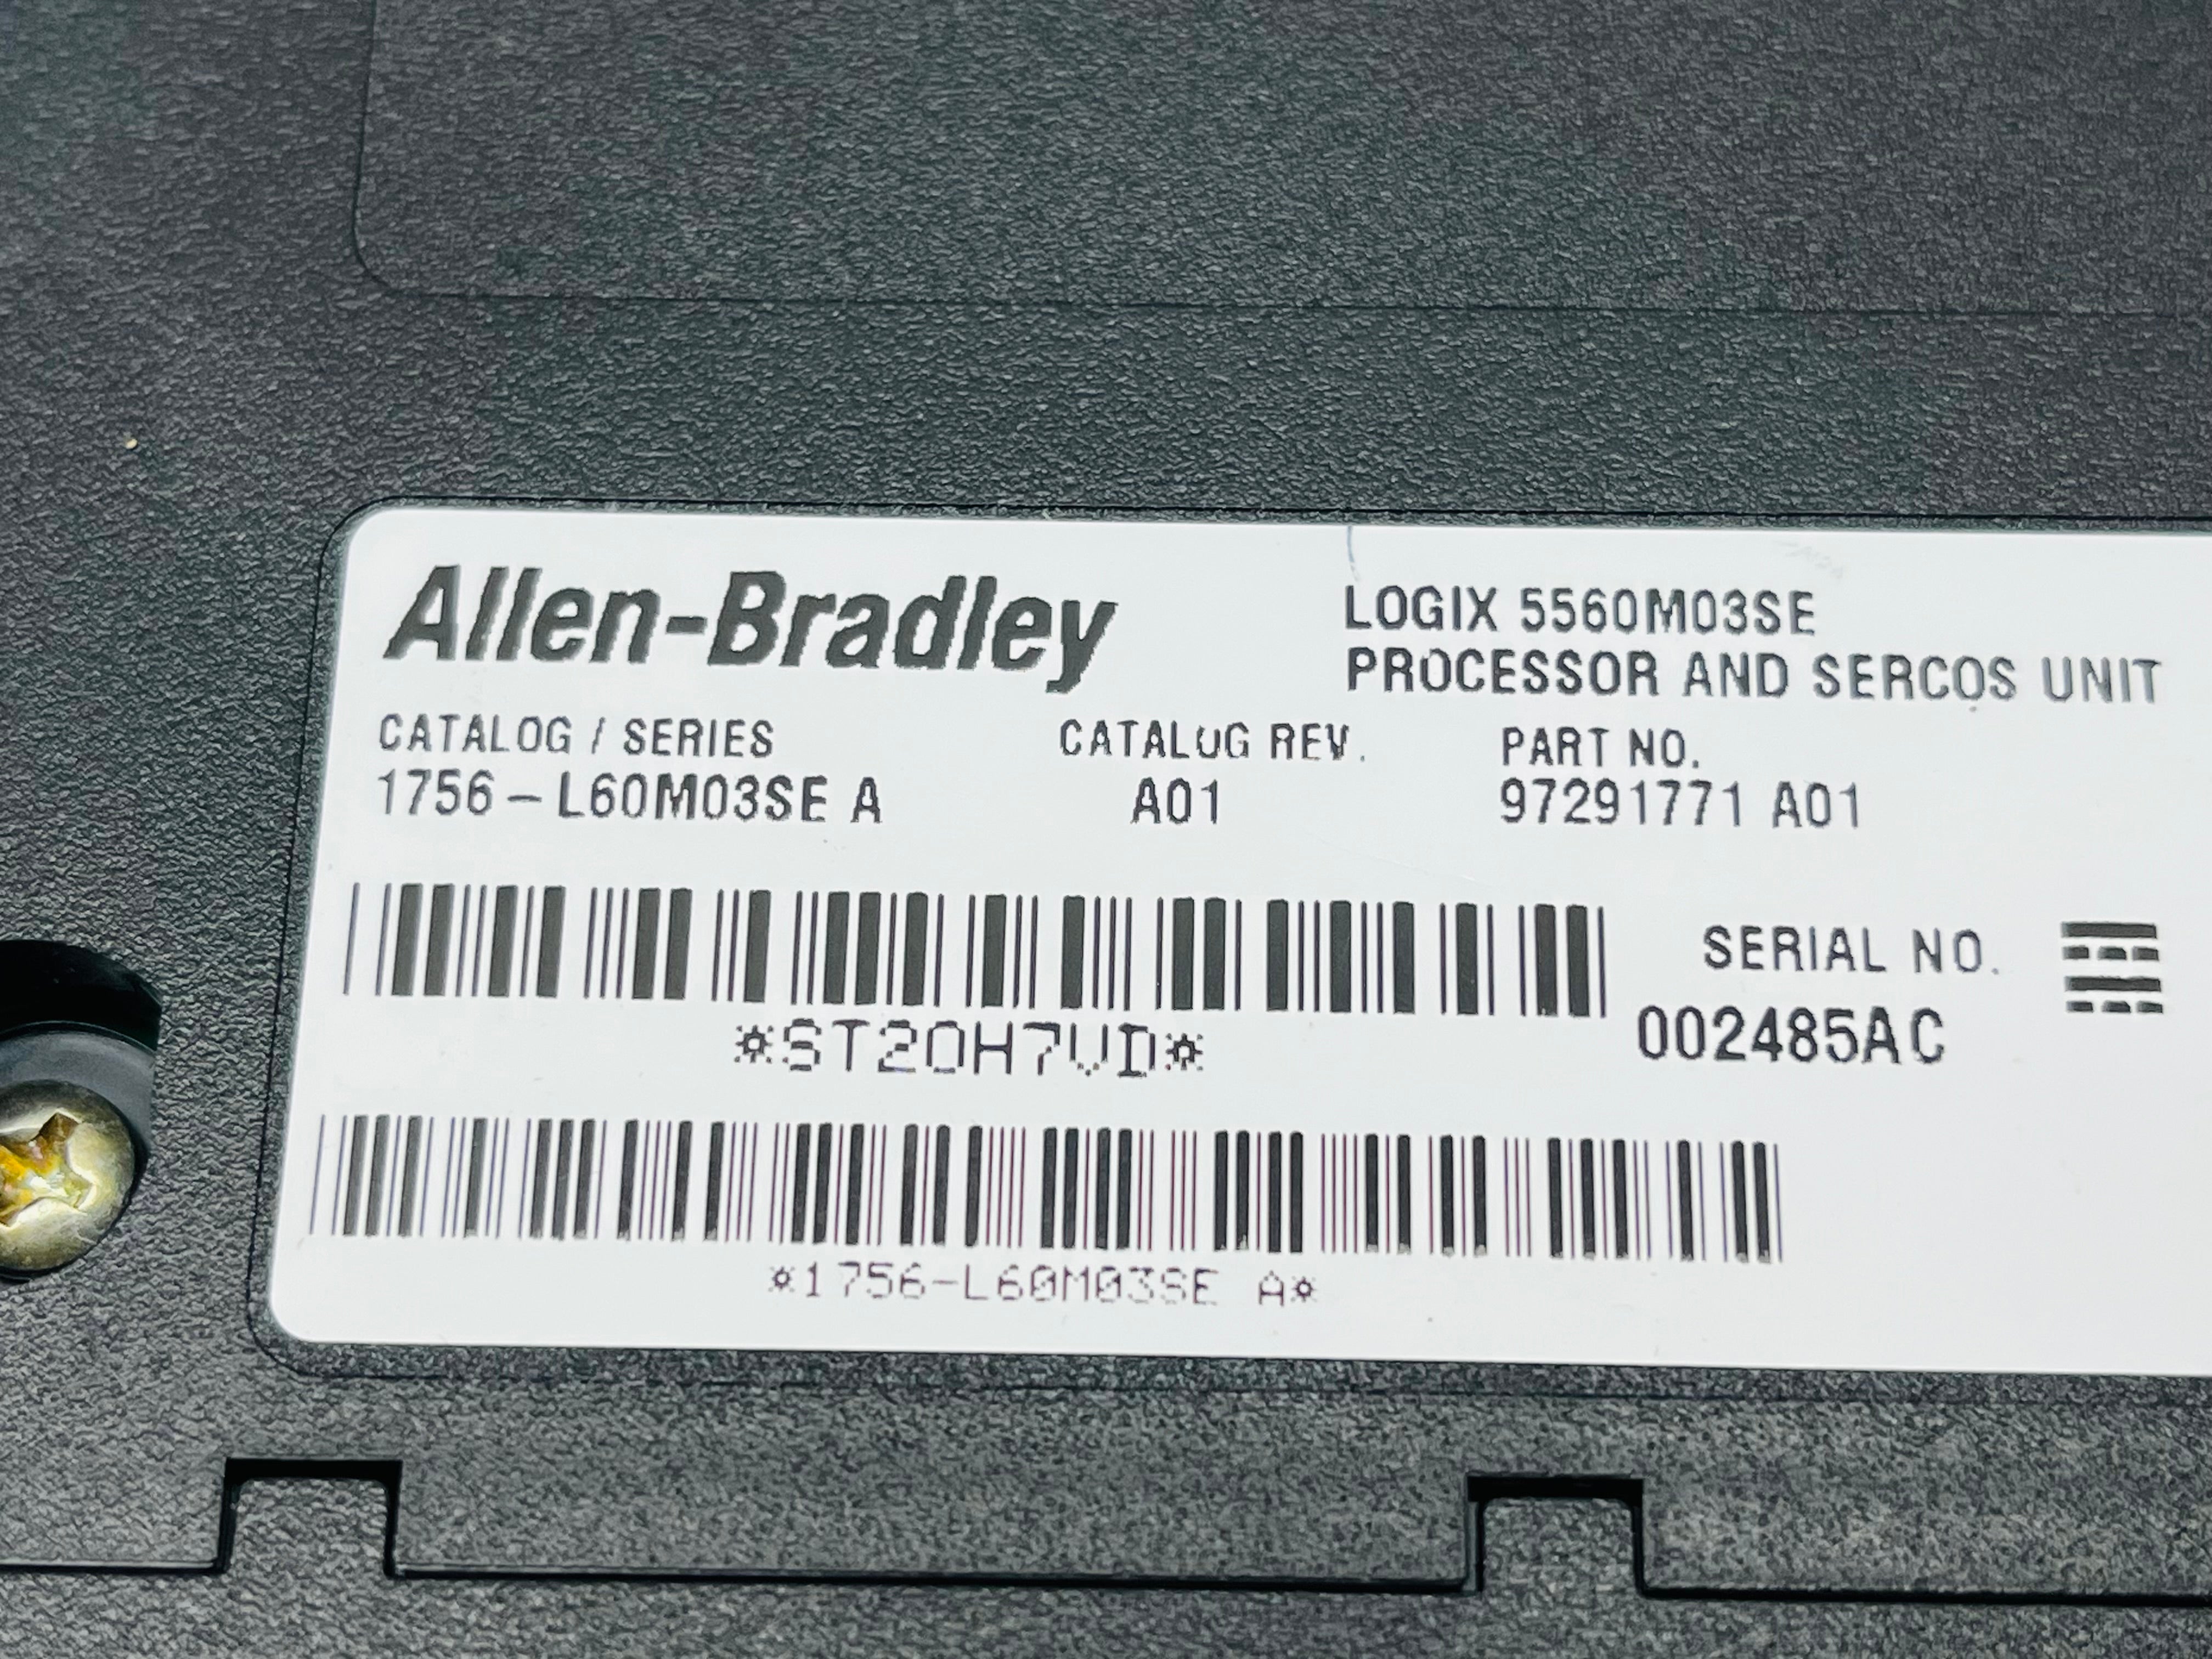 Allen-Bradley
LOGIX 5560M03SE
PROCESSOR AND SERCOS UNIT
CATALOG / SERIES
1756-L60M03SE A
CATALOG REV.
A01
PART NO.
97291771 A01
SERIAL NO.
002485AC
*ST20H7VD*
*1756-L60M03SE A*